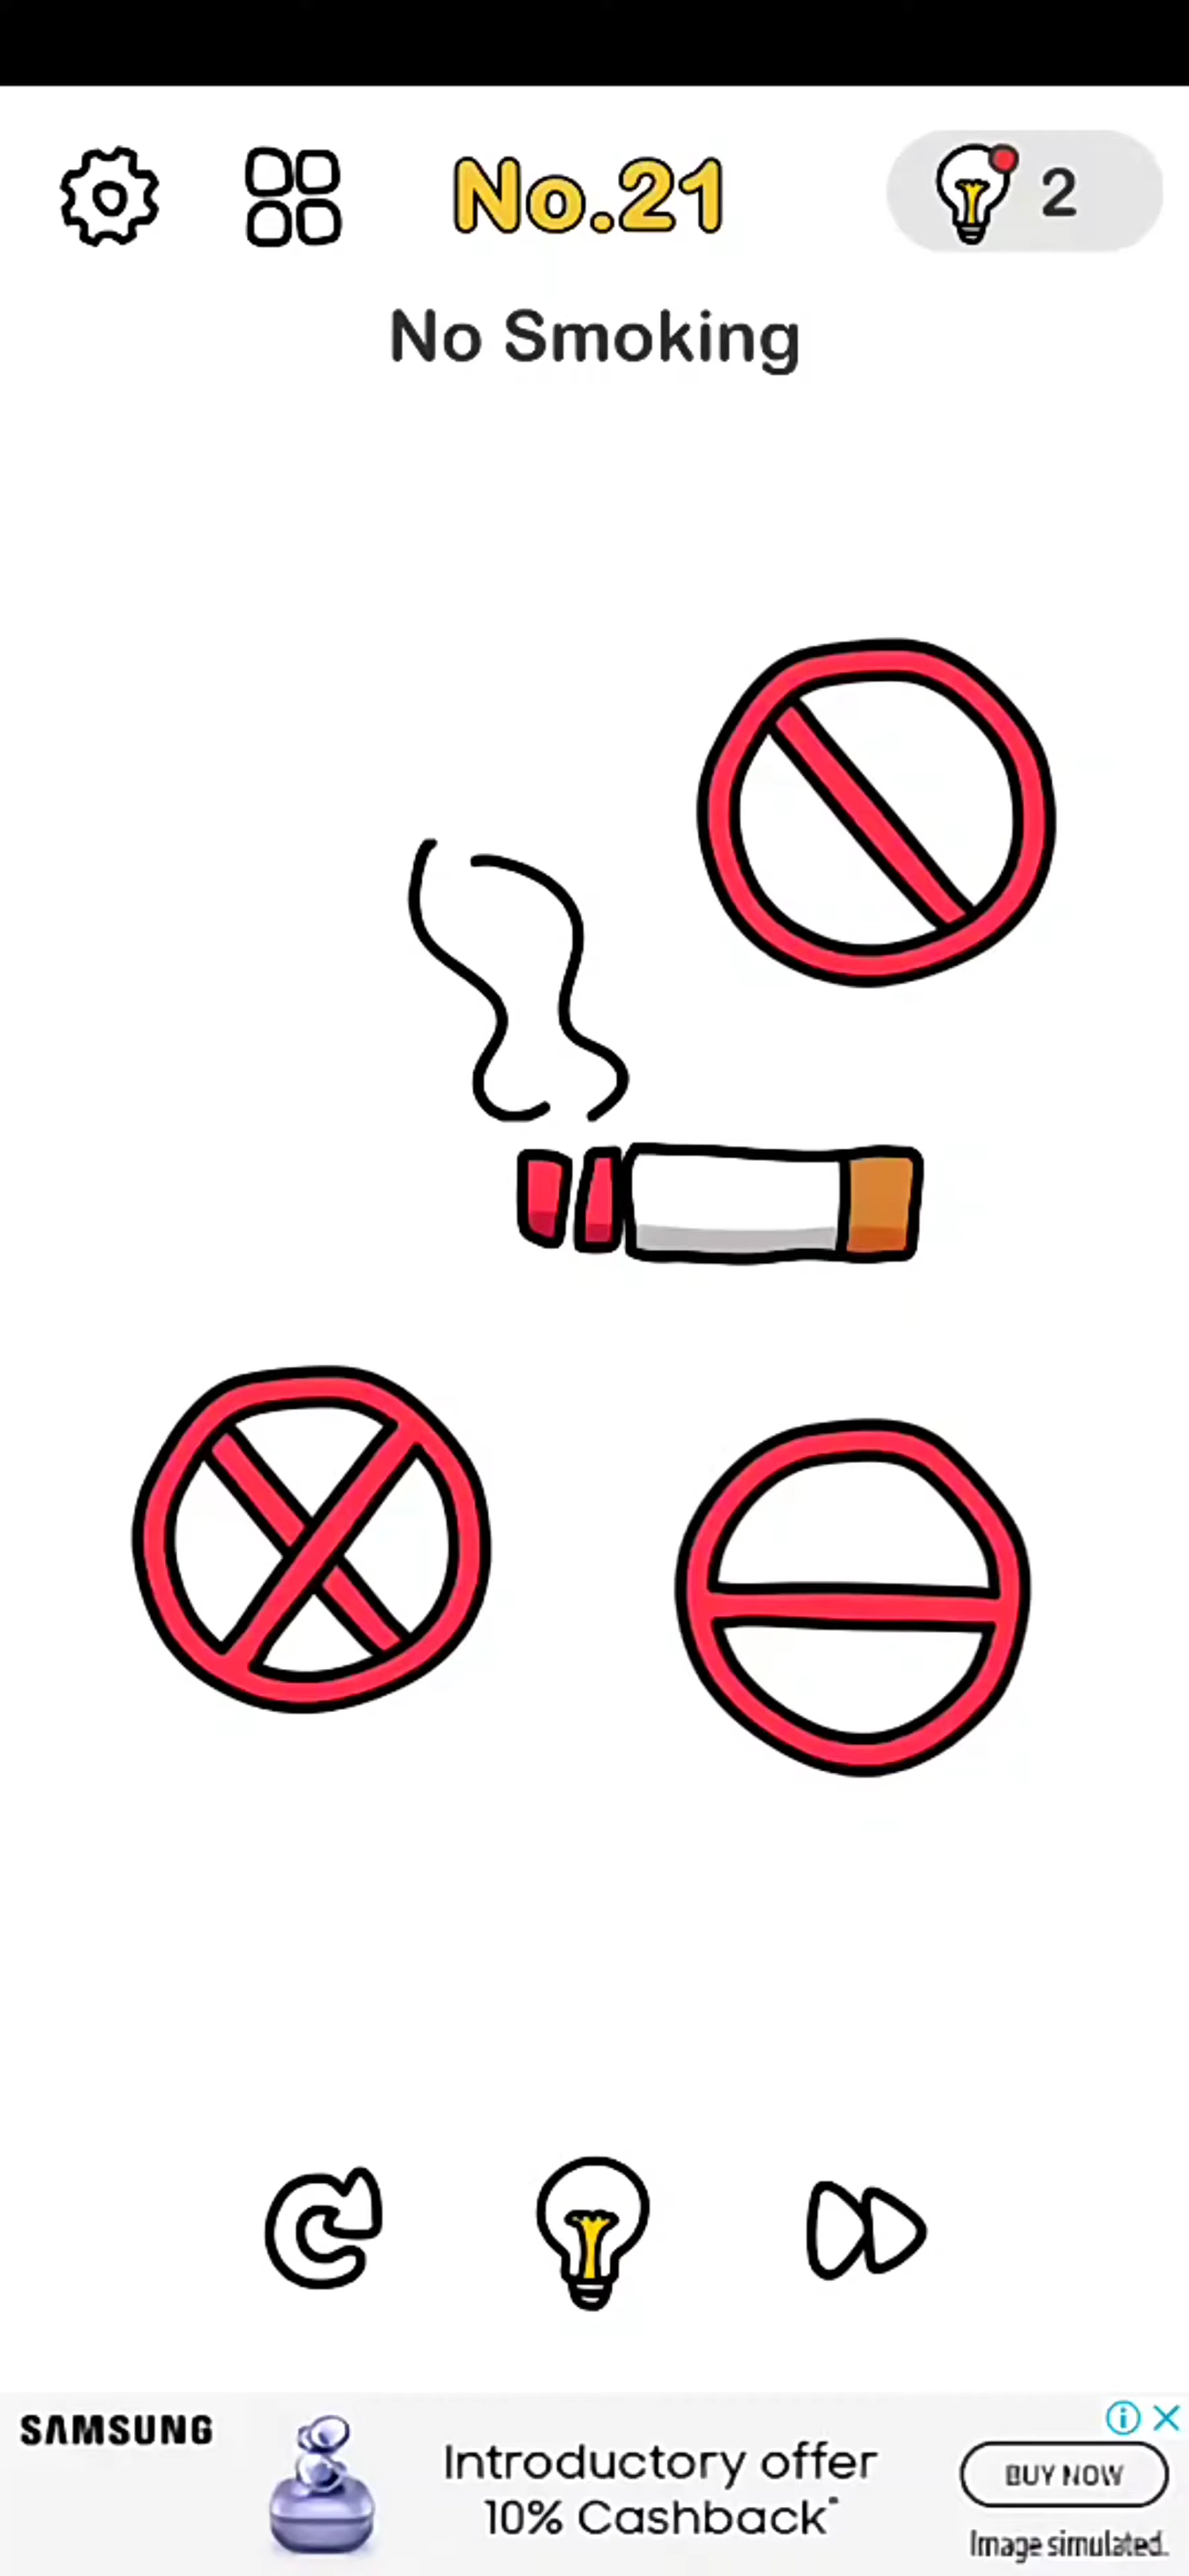 No.21
2
No Smoking
SAMSUNG
Introductory offer
10% Cashback*
BUY NOW
Image simulated.